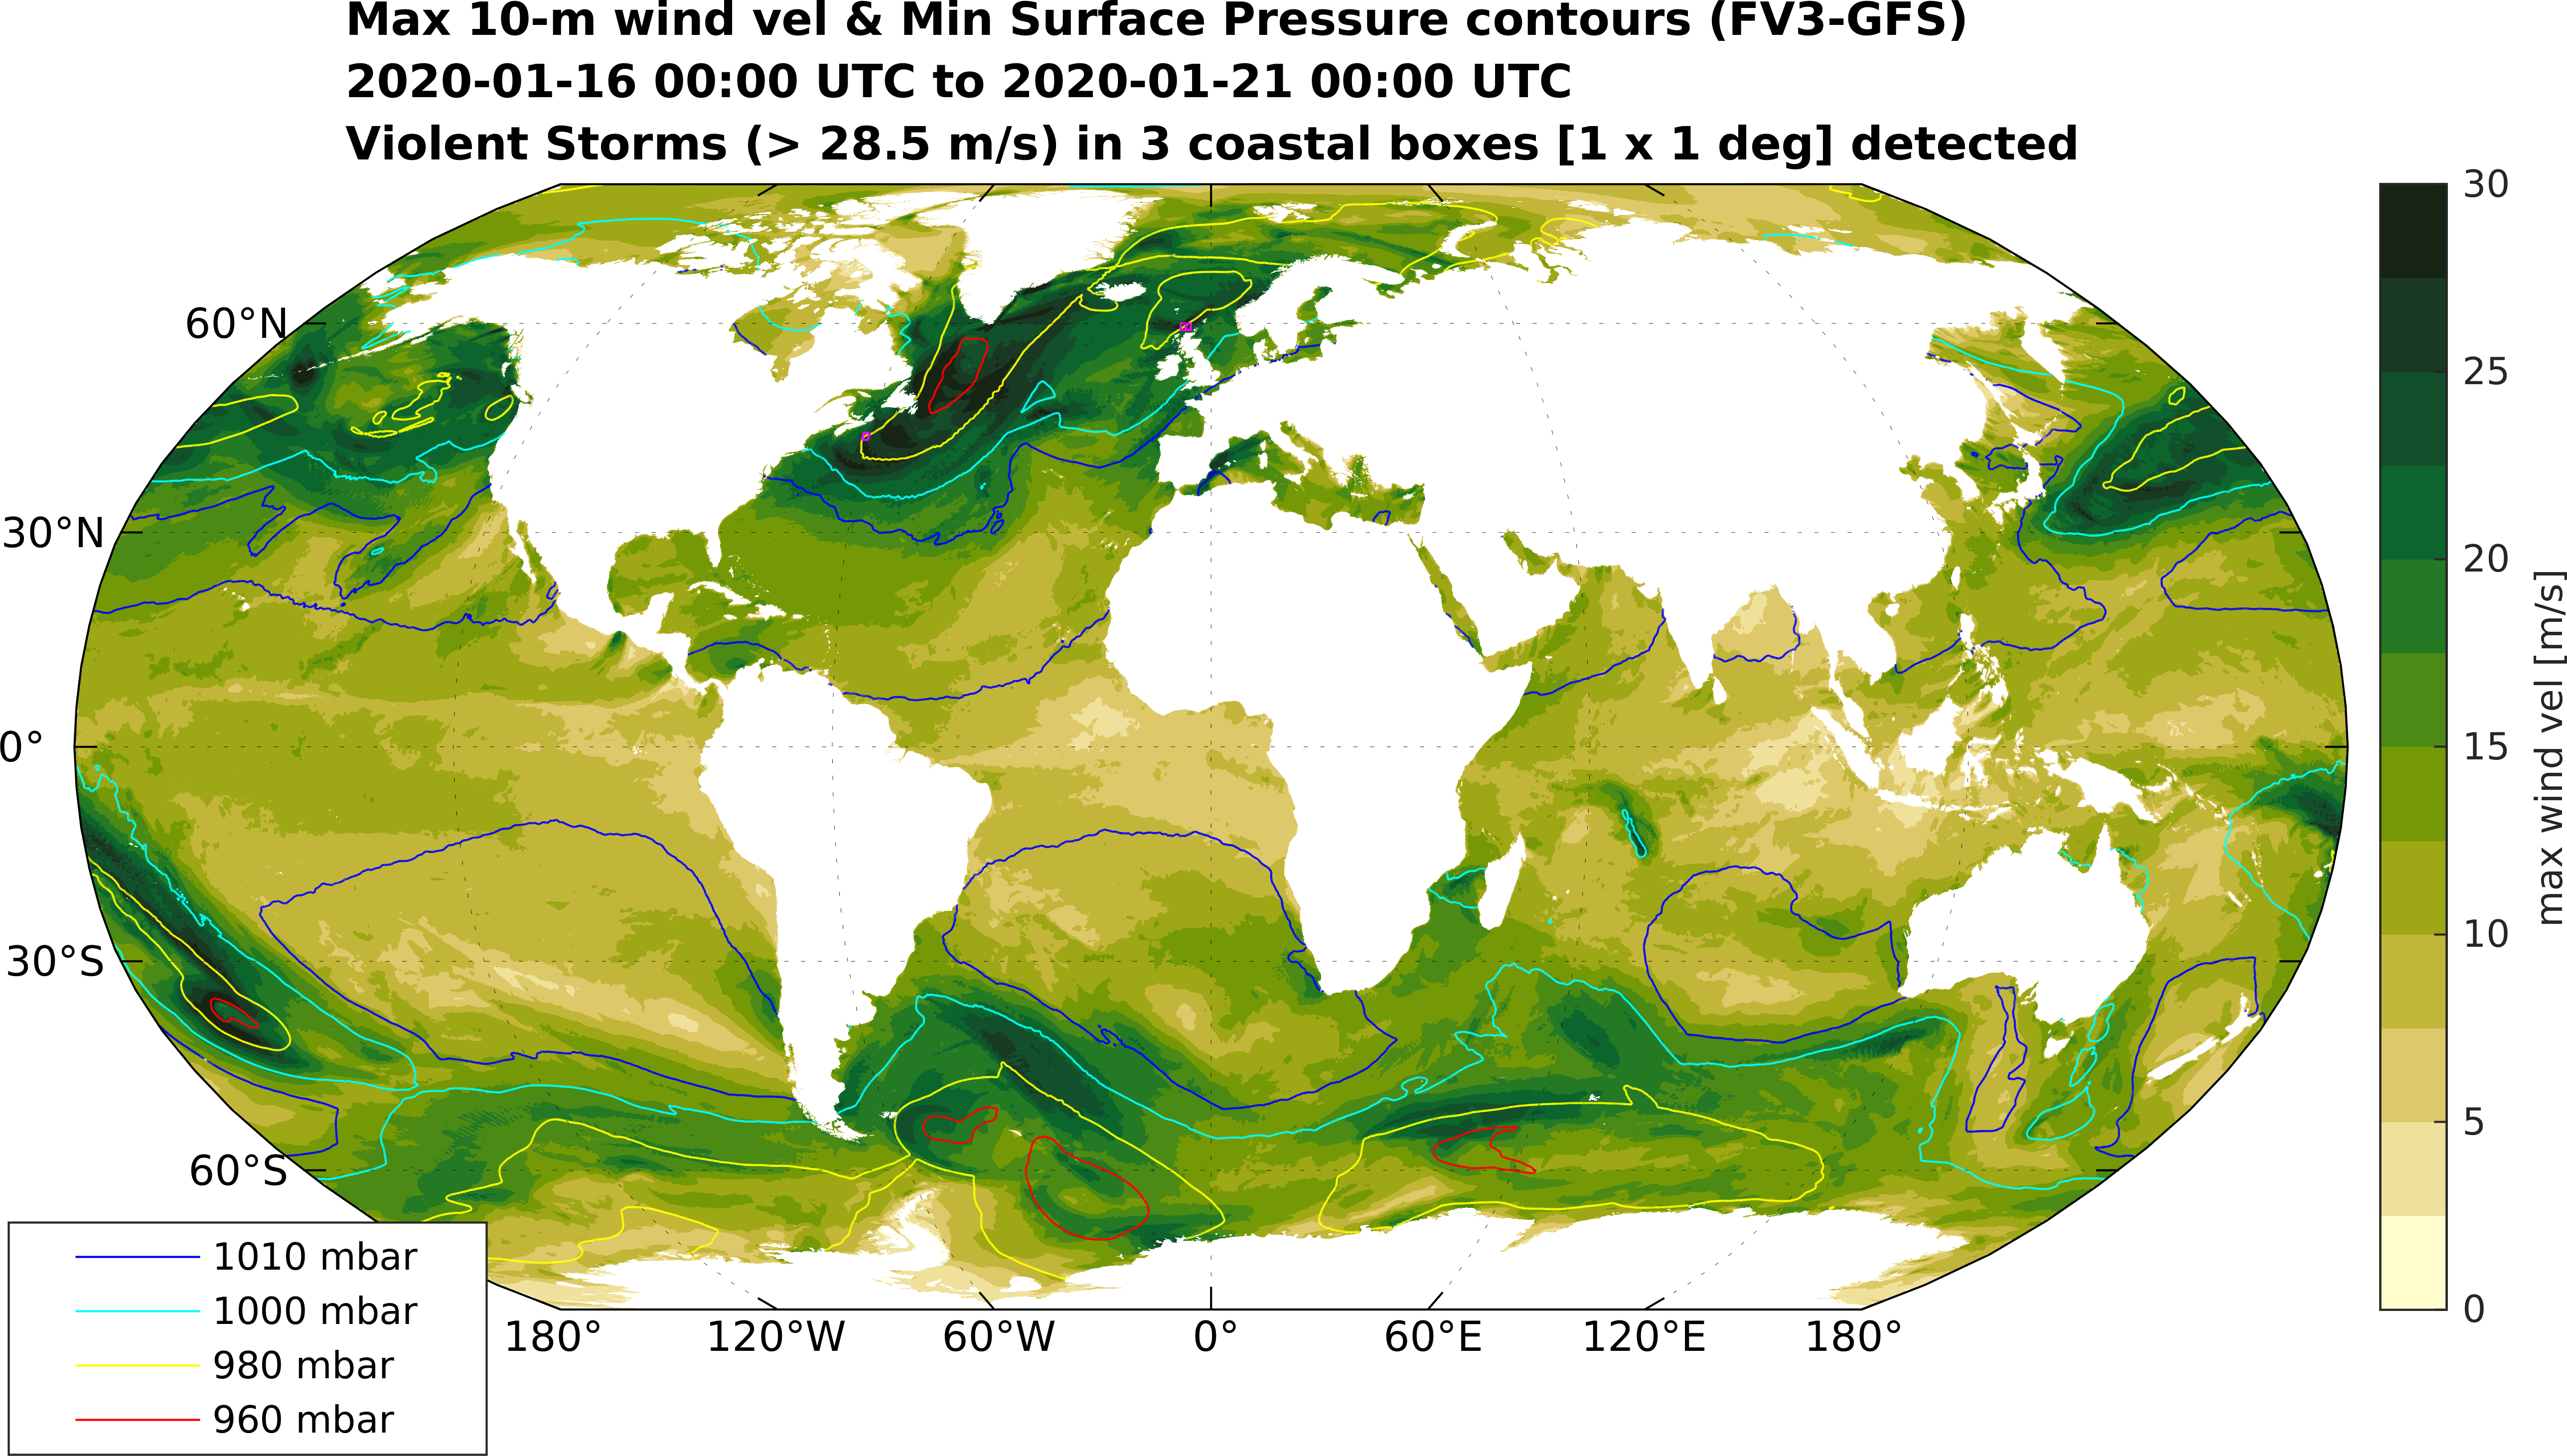 Max 10-m wind vel & Min Surface Pressure contours (FV3-GFS)
2020-01-16 00:00 UTC to 2020-01-21 00:00 UTC
Violent Storms (> 28.5 m/s) in 3 coastal boxes [1 x 1 deg] detected
60°N
30°N
0°
30°S
60°S
180°
120°W
60°W
0°
60°E
120°E
180°
1010 mbar
1000 mbar
980 mbar
960 mbar
30
25
20
15
10
5
0
max wind vel [m/s]